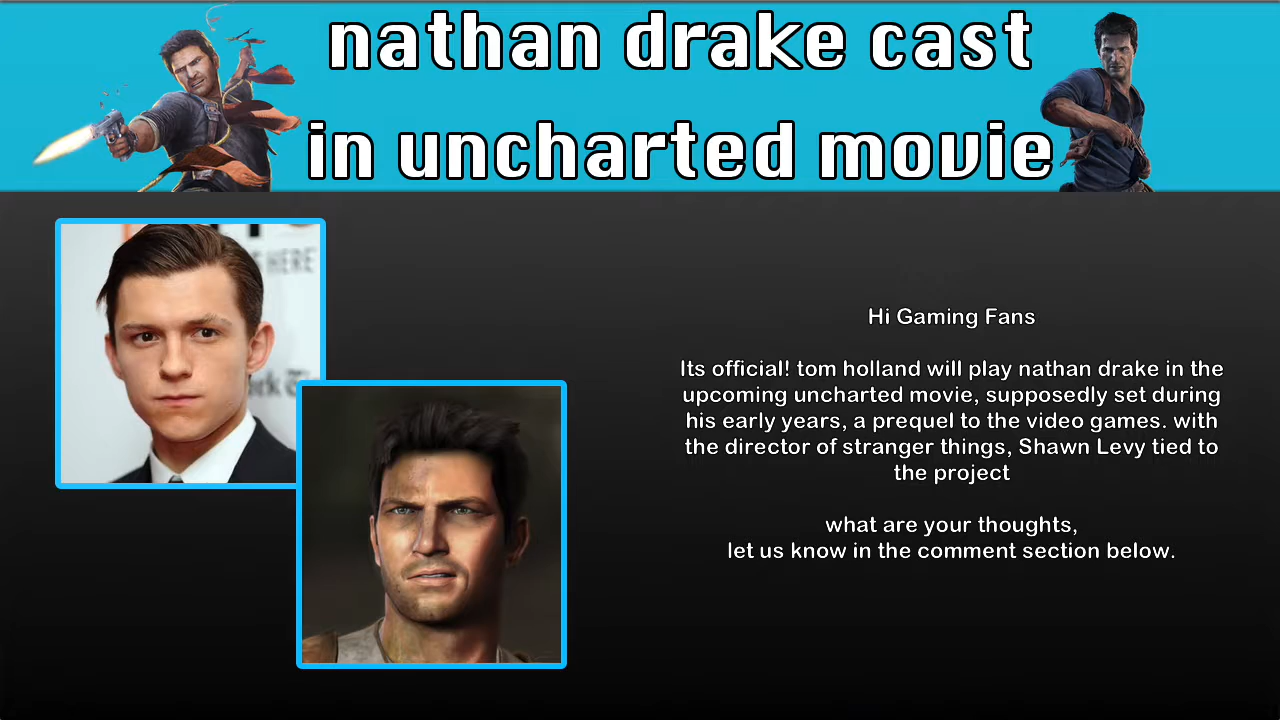 nathan drake cast
in uncharted movie
S HERE
Hi Gaming Fans
Its official! tom holland will play nathan drake in the
upcoming uncharted movie, supposedly set during
his early years, a prequel to the video games. with
the director of stranger things, Shawn Levy tied to
the project
what are your thoughts,
let us know in the comment section below.